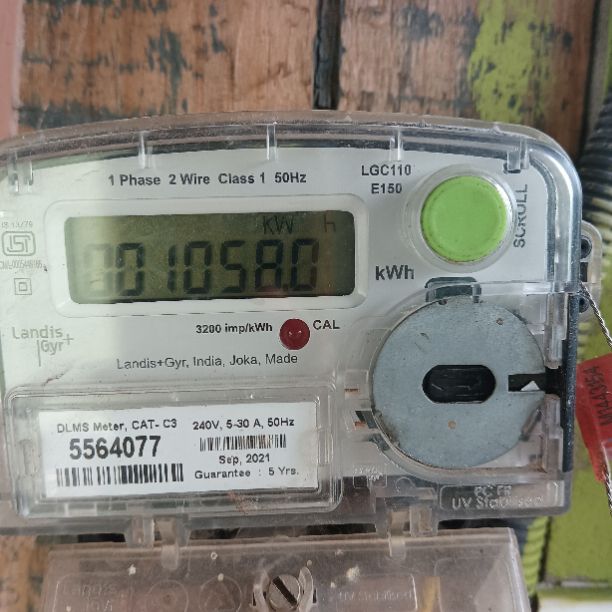 1 Phase 2 Wire Class 1 50Hz
LGC110
E150
SCROLL
KW h
001058.0
kWh
3200 imp/kWh
CAL
Landis+
Gyr
Landis+Gyr, India, Joka, Made
DLMS Meter, CAT- C3
5564077
240V, 5-30 A, 50Hz
Sep, 2021
Guarantee : 5 Yrs.
UV Stabilised